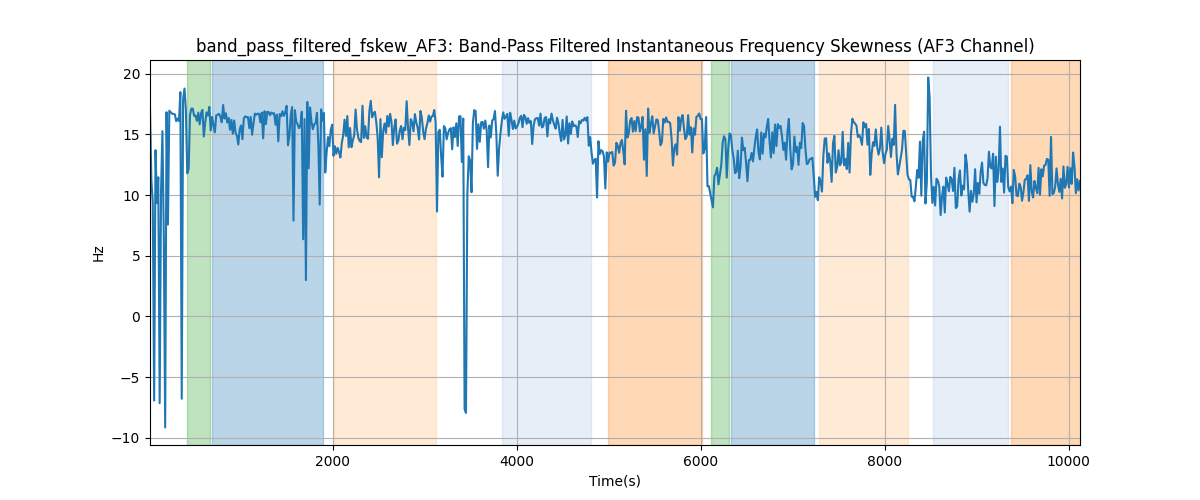 band_pass_filtered_fskew_AF3: Band-Pass Filtered Instantaneous Frequency Skewness (AF3 Channel)
20
15
10
5
0
−5
−10
Hz
2000 4000 6000 8000 10000
Time(s)